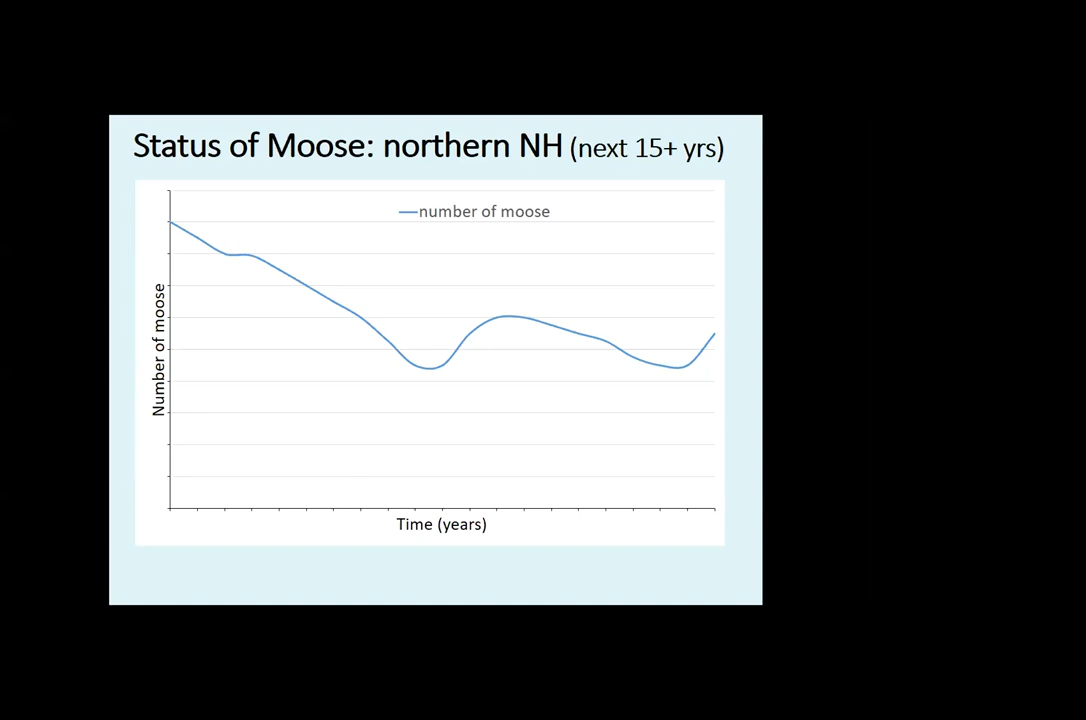 Status of Moose: northern NH (next 15+ yrs)
number of moose
Number of moose
Time (years)